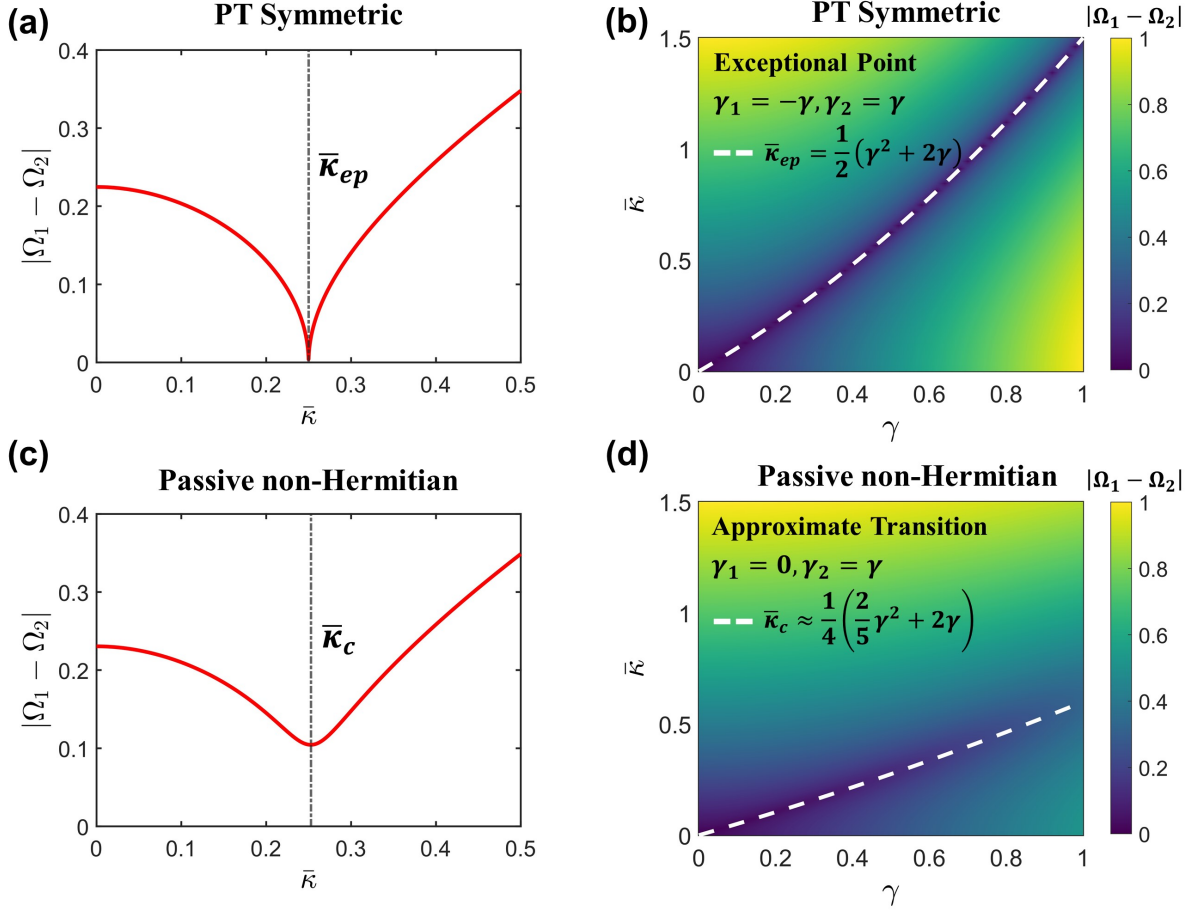 (a)
PT Symmetric
0.4
0.3
0.2
0.1
0
|Ω₁ − Ω₂|
κ̄ₑₚ
0 0.1 0.2 0.3 0.4 0.5
κ̄
(b)
PT Symmetric
|Ω₁ − Ω₂|
1.5
1
0.5
0
κ̄
Exceptional Point
γ₁ = −γ, γ₂ = γ
κ̄ₑₚ = 1/2 (γ² + 2γ)
0 0.2 0.4 0.6 0.8 1
γ
1
0.8
0.6
0.4
0.2
0
(c)
Passive non-Hermitian
0.4
0.3
0.2
0.1
0
|Ω₁ − Ω₂|
κ̄_c
0 0.1 0.2 0.3 0.4 0.5
κ̄
(d)
Passive non-Hermitian
|Ω₁ − Ω₂|
1.5
1
0.5
0
κ̄
Approximate Transition
γ₁ = 0, γ₂ = γ
κ̄_c ≈ 1/4 (2/5 γ² + 2γ)
0 0.2 0.4 0.6 0.8 1
γ
1
0.8
0.6
0.4
0.2
0